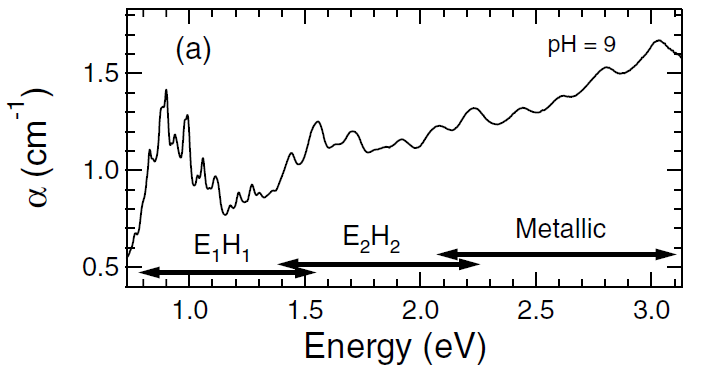 (a)
pH = 9
α (cm⁻¹)
1.5
1.0
0.5
E₁H₁
E₂H₂
Metallic
1.0
1.5
2.0
2.5
3.0
Energy (eV)